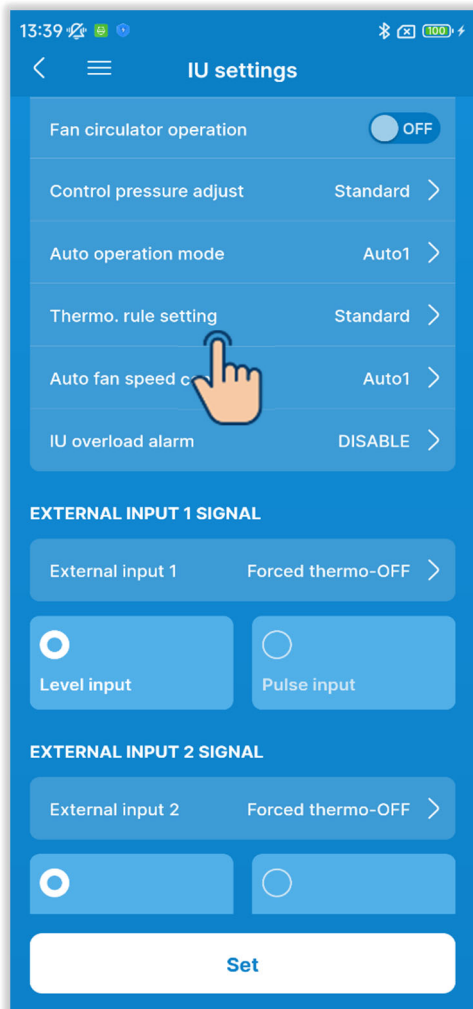 13:39
100
IU settings
Fan circulator operation OFF
Control pressure adjust Standard
Auto operation mode Auto1
Thermo. rule setting Standard
Auto fan speed Auto1
IU overload alarm DISABLE
EXTERNAL INPUT 1 SIGNAL
External input 1 Forced thermo-OFF
Level input Pulse input
EXTERNAL INPUT 2 SIGNAL
External input 2 Forced thermo-OFF
Set